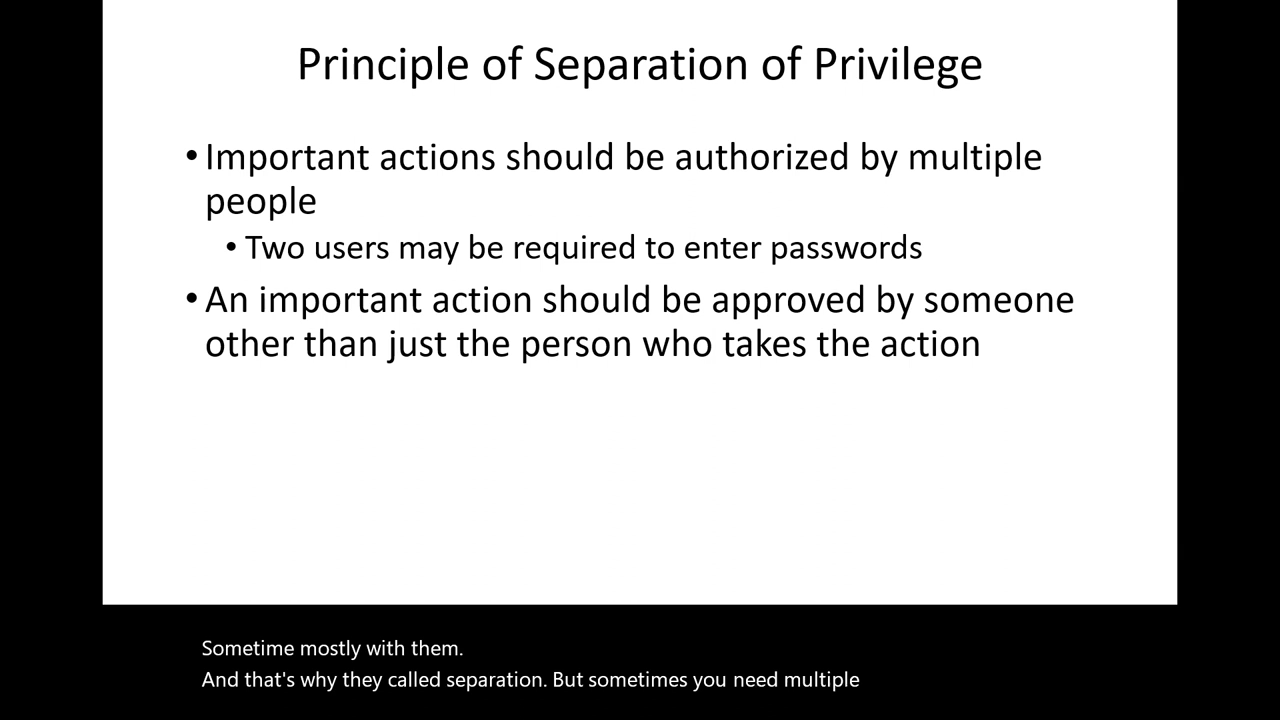 Principle of Separation of Privilege
• Important actions should be authorized by multiple
people
• Two users may be required to enter passwords
• An important action should be approved by someone
other than just the person who takes the action
Sometime mostly with them.
And that's why they called separation. But sometimes you need multiple